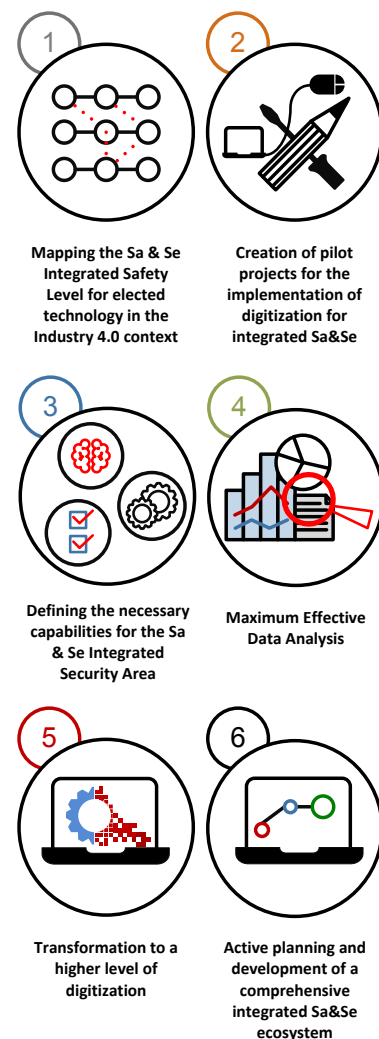 1
2
Mapping the Sa & Se
Integrated Safety
Level for elected
technology in the
Industry 4.0 context
Creation of pilot
projects for the
implementation of
digitization for
integrated Sa&Se
3
4
Defining the necessary
capabilities for the Sa
& Se Integrated
Security Area
Maximum Effective
Data Analysis
5
6
Transformation to a
higher level of
digitization
Active planning and
development of a
comprehensive
integrated Sa&Se
ecosystem